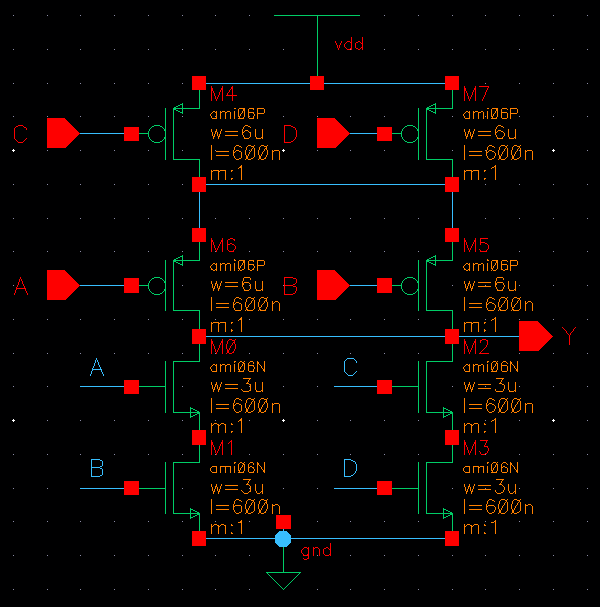 vdd
M4
ami06P
w=6u
l=600n
m:1
C
M7
ami06P
w=6u
l=600n
m:1
D
M6
ami06P
w=6u
l=600n
m:1
A
M5
ami06P
w=6u
l=600n
m:1
B
Y
M0
ami06N
w=3u
l=600n
m:1
A
M2
ami06N
w=3u
l=600n
m:1
C
M1
ami06N
w=3u
l=600n
m:1
B
M3
ami06N
w=3u
l=600n
m:1
D
gnd